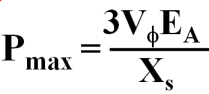 P_max = 3V_ϕE_A / X_s